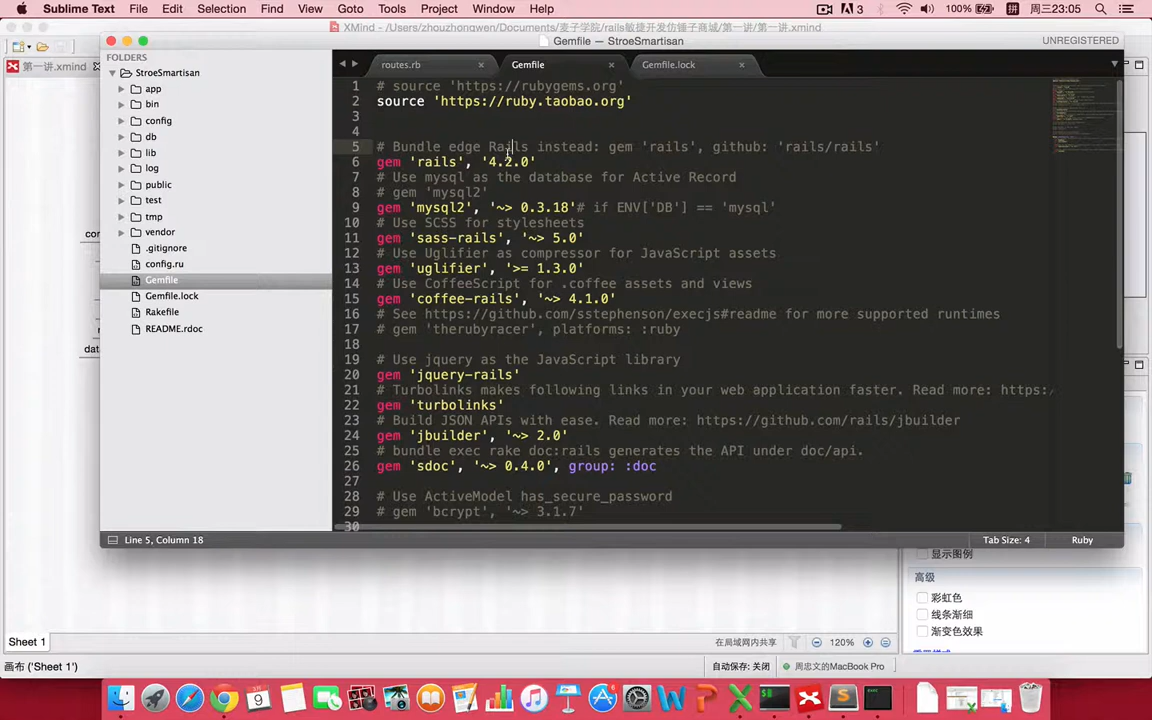 Sublime Text File Edit Selection Find View Goto Tools Project Window Help
3 100% 拼 周三23:05
XMind - /Users/zhouzhongwen/Documents/麦子学院/rails敏捷开发仿锤子商城/第一讲/第一讲.xmind
Gemfile — StroeSmartisan
UNREGISTERED
第一讲.xmind
FOLDERS
StroeSmartisan
app
bin
config
db
lib
log
public
test
tmp
vendor
.gitignore
config.ru
Gemfile
Gemfile.lock
Rakefile
README.rdoc
routes.rb
Gemfile
Gemfile.lock
1 # source 'https://rubygems.org'
2 source 'https://ruby.taobao.org'
3
4
5 # Bundle edge Rails instead: gem 'rails', github: 'rails/rails'
6 gem 'rails', '4.2.0'
7 # Use mysql as the database for Active Record
8 # gem 'mysql2'
9 gem 'mysql2', '~> 0.3.18'# if ENV['DB'] == 'mysql'
10 # Use SCSS for stylesheets
11 gem 'sass-rails', '~> 5.0'
12 # Use Uglifier as compressor for JavaScript assets
13 gem 'uglifier', '>= 1.3.0'
14 # Use CoffeeScript for .coffee assets and views
15 gem 'coffee-rails', '~> 4.1.0'
16 # See https://github.com/sstephenson/execjs#readme for more supported runtimes
17 # gem 'therubyracer', platforms: :ruby
18
19 # Use jquery as the JavaScript library
20 gem 'jquery-rails'
21 # Turbolinks makes following links in your web application faster. Read more: https:/
22 gem 'turbolinks'
23 # Build JSON APIs with ease. Read more: https://github.com/rails/jbuilder
24 gem 'jbuilder', '~> 2.0'
25 # bundle exec rake doc:rails generates the API under doc/api.
26 gem 'sdoc', '~> 0.4.0', group: :doc
27
28 # Use ActiveModel has_secure_password
29 # gem 'bcrypt', '~> 3.1.7'
30
Line 5, Column 18
Tab Size: 4
Ruby
显示图例
高级
彩虹色
线条渐细
渐变色效果
Sheet 1
在局域网内共享
120%
画布 ('Sheet 1')
自动保存: 关闭
周忠文的MacBook Pro
9